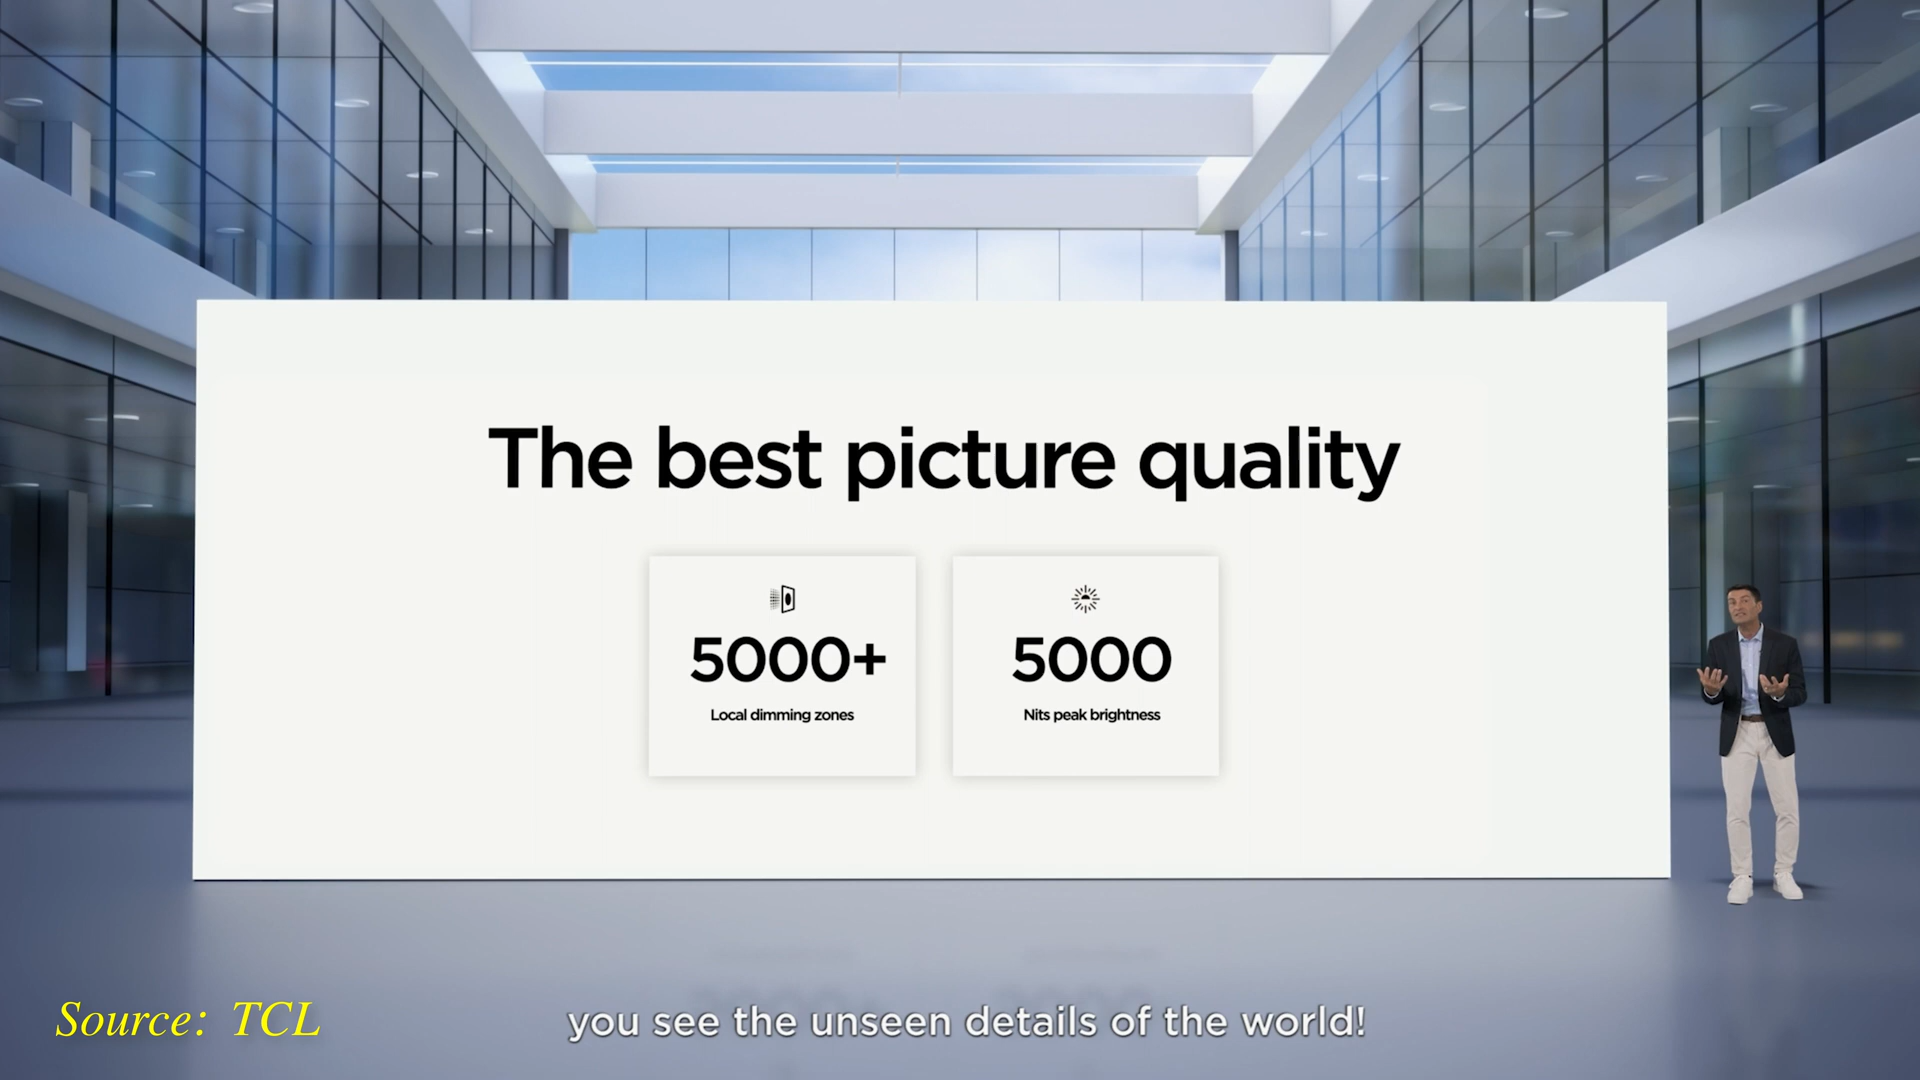 The best picture quality
5000+
Local dimming zones
5000
Nits peak brightness
Source: TCL
you see the unseen details of the world!